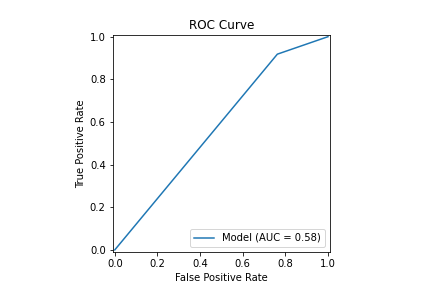 ROC Curve
1.0
0.8
0.6
0.4
0.2
0.0
True Positive Rate
Model (AUC = 0.58)
0.0 0.2 0.4 0.6 0.8 1.0
False Positive Rate